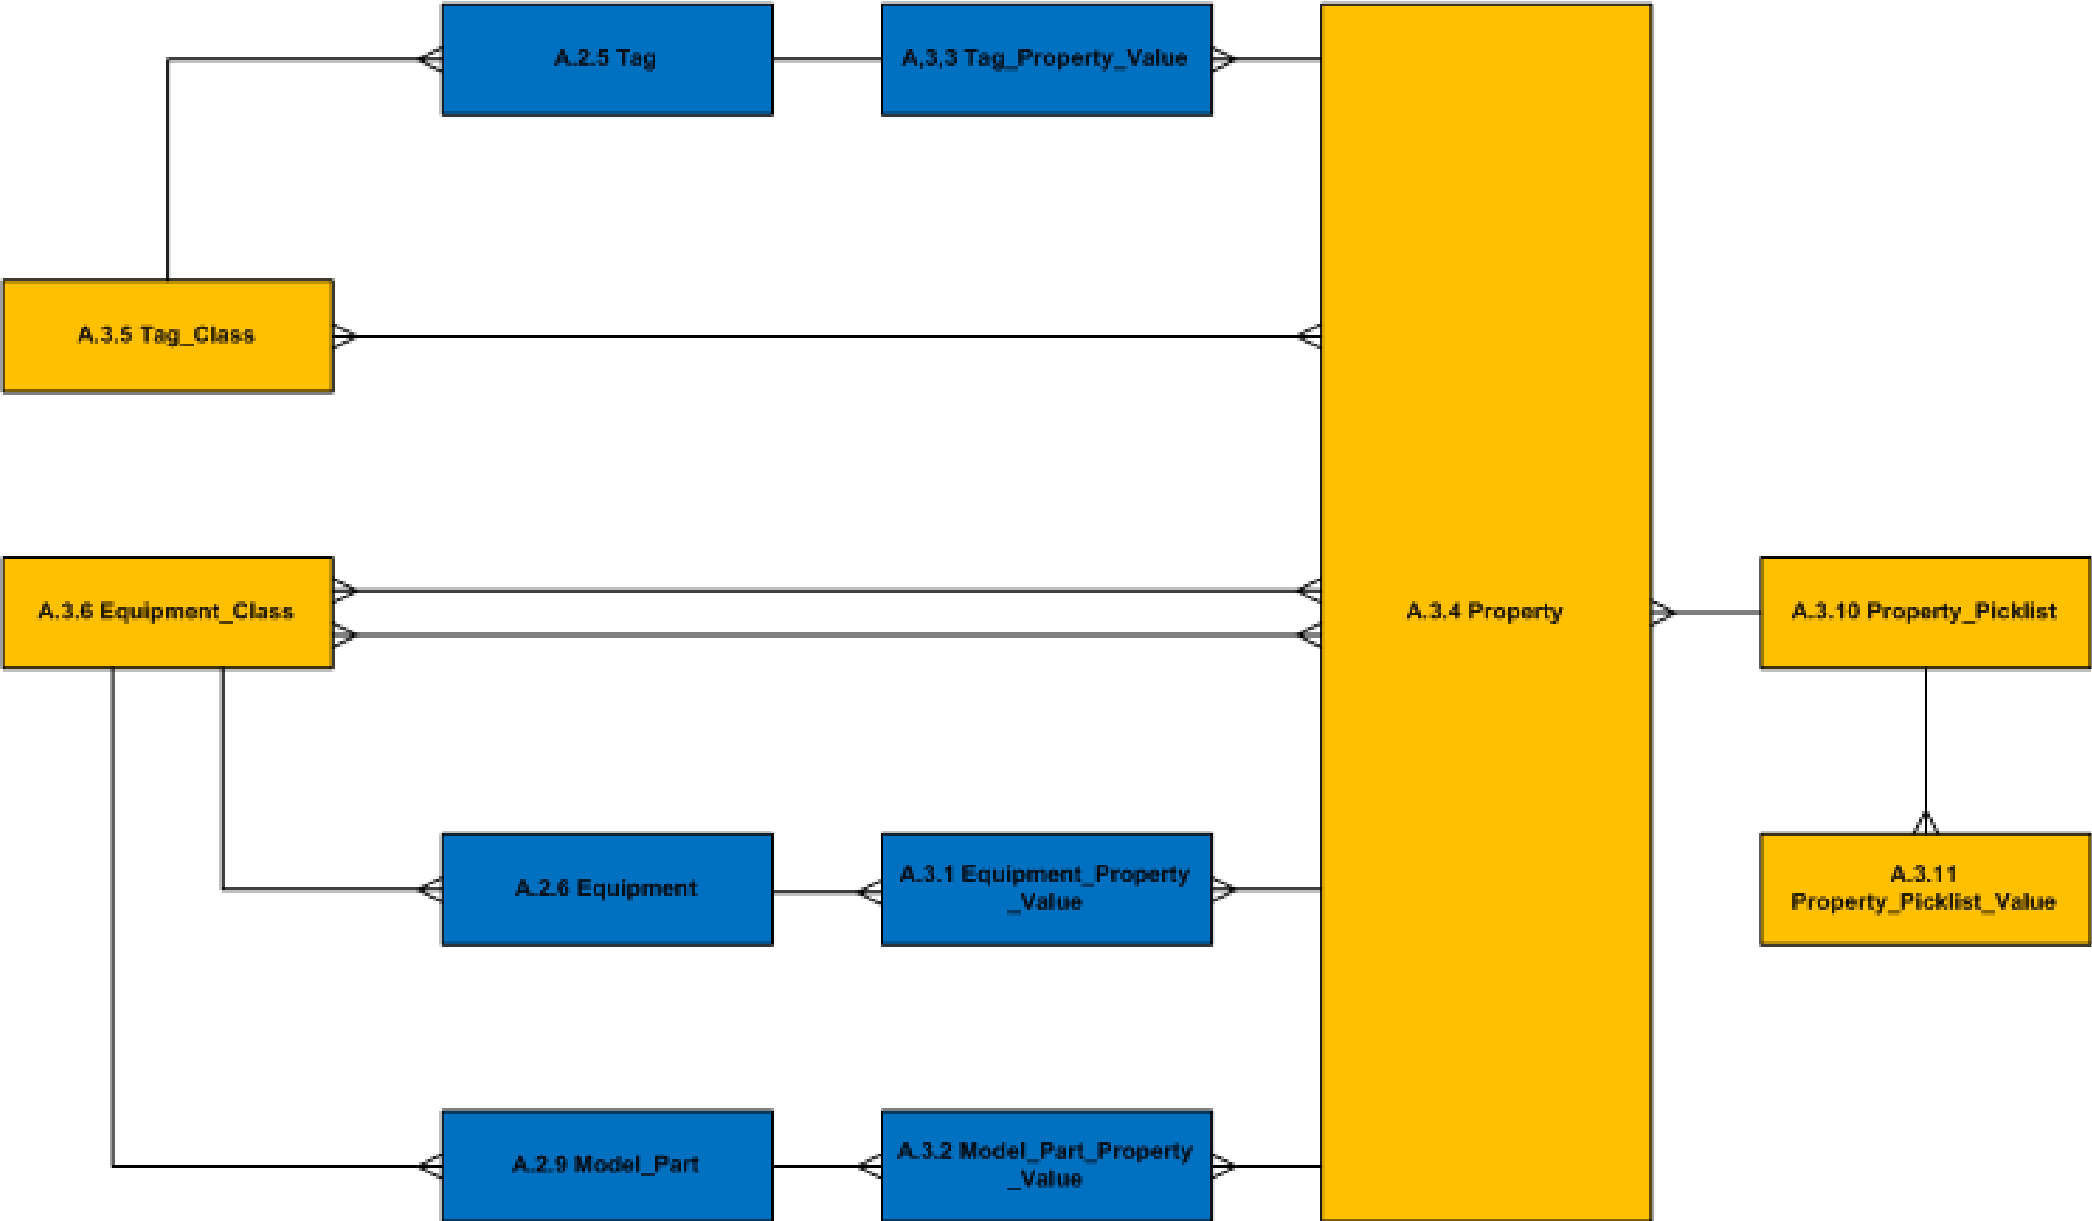 A.2.5 Tag
A,3,3 Tag_Property_Value
A.3.5 Tag_Class
A.3.6 Equipment_Class
A.3.4 Property
A.3.10 Property_Picklist
A.2.6 Equipment
A.3.1 Equipment_Property
_Value
A.3.11
Property_Picklist_Value
A.2.9 Model_Part
A.3.2 Model_Part_Property
_Value